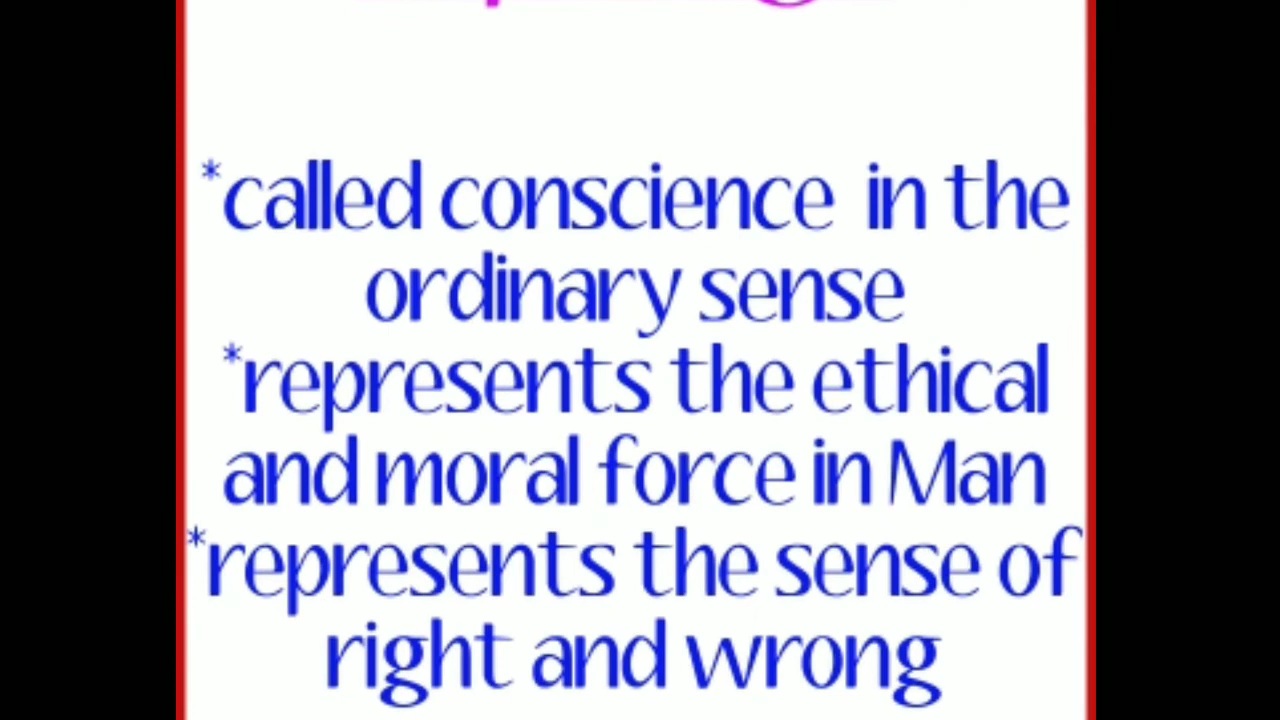 *called conscience in the
ordinary sense
*represents the ethical
and moral force in Man
*represents the sense of
right and wrong